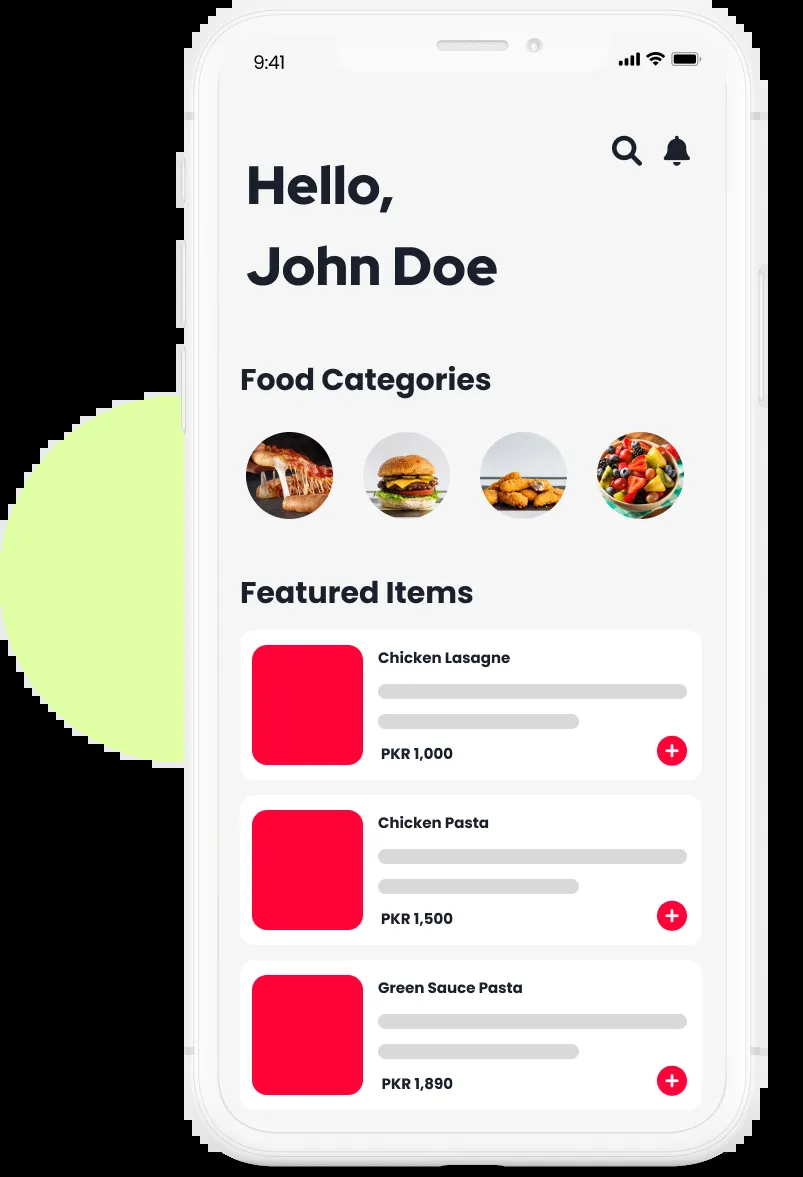 9:41
Hello,
John Doe
Food Categories
Featured Items
Chicken Lasagne
PKR 1,000
Chicken Pasta
PKR 1,500
Green Sauce Pasta
PKR 1,890